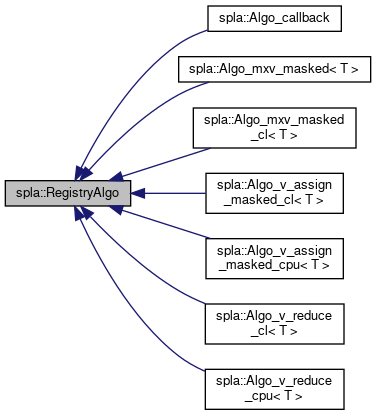 spla::Algo_callback
spla::Algo_mxv_masked< T >
spla::Algo_mxv_masked
_cl< T >
spla::RegistryAlgo
spla::Algo_v_assign
_masked_cl< T >
spla::Algo_v_assign
_masked_cpu< T >
spla::Algo_v_reduce
_cl< T >
spla::Algo_v_reduce
_cpu< T >